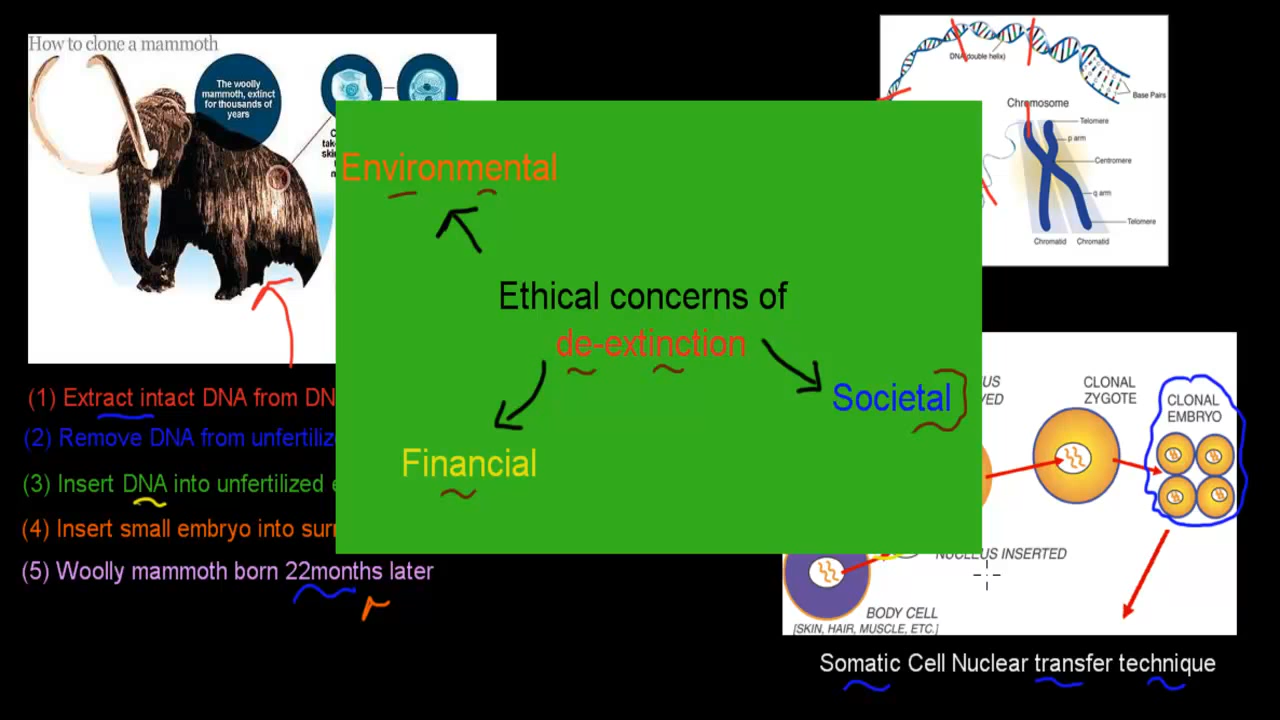 How to clone a mammoth
The woolly
mammoth, extinct
for thousands of
years
(1) Extract intact DNA from DN
(2) Remove DNA from unfertiliz
(3) Insert DNA into unfertilized
(4) Insert small embryo into sur
(5) Woolly mammoth born 22months later
Environmental
Ethical concerns of
de-extinction
Societal
Financial
DNA(double helix)
Base Pairs
Chromosome
Telomere
p arm
Centromere
q arm
Telomere
Chromatid Chromatid
CLONAL
ZYGOTE
CLONAL
EMBRYO
NUCLEUS INSERTED
BODY CELL
[SKIN, HAIR, MUSCLE, ETC.]
Somatic Cell Nuclear transfer technique